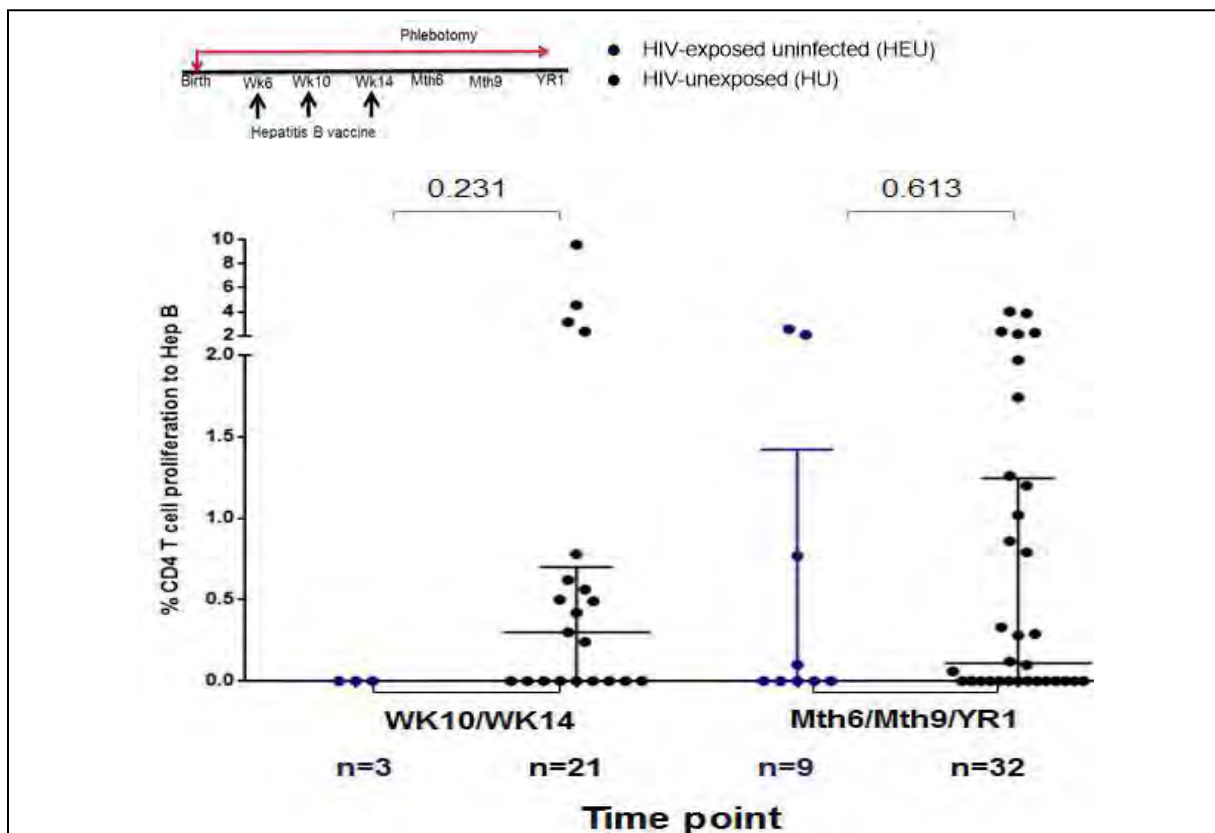 Phlebotomy
Birth Wk6 Wk10 Wk14 Mth6 Mth9 YR1
Hepatitis B vaccine
HIV-exposed uninfected (HEU)
HIV-unexposed (HU)
0.231 0.613
% CD4 T cell proliferation to Hep B
10
8
6
4
2
2.0
1.5
1.0
0.5
0.0
WK10/WK14 Mth6/Mth9/YR1
n=3 n=21 n=9 n=32
Time point